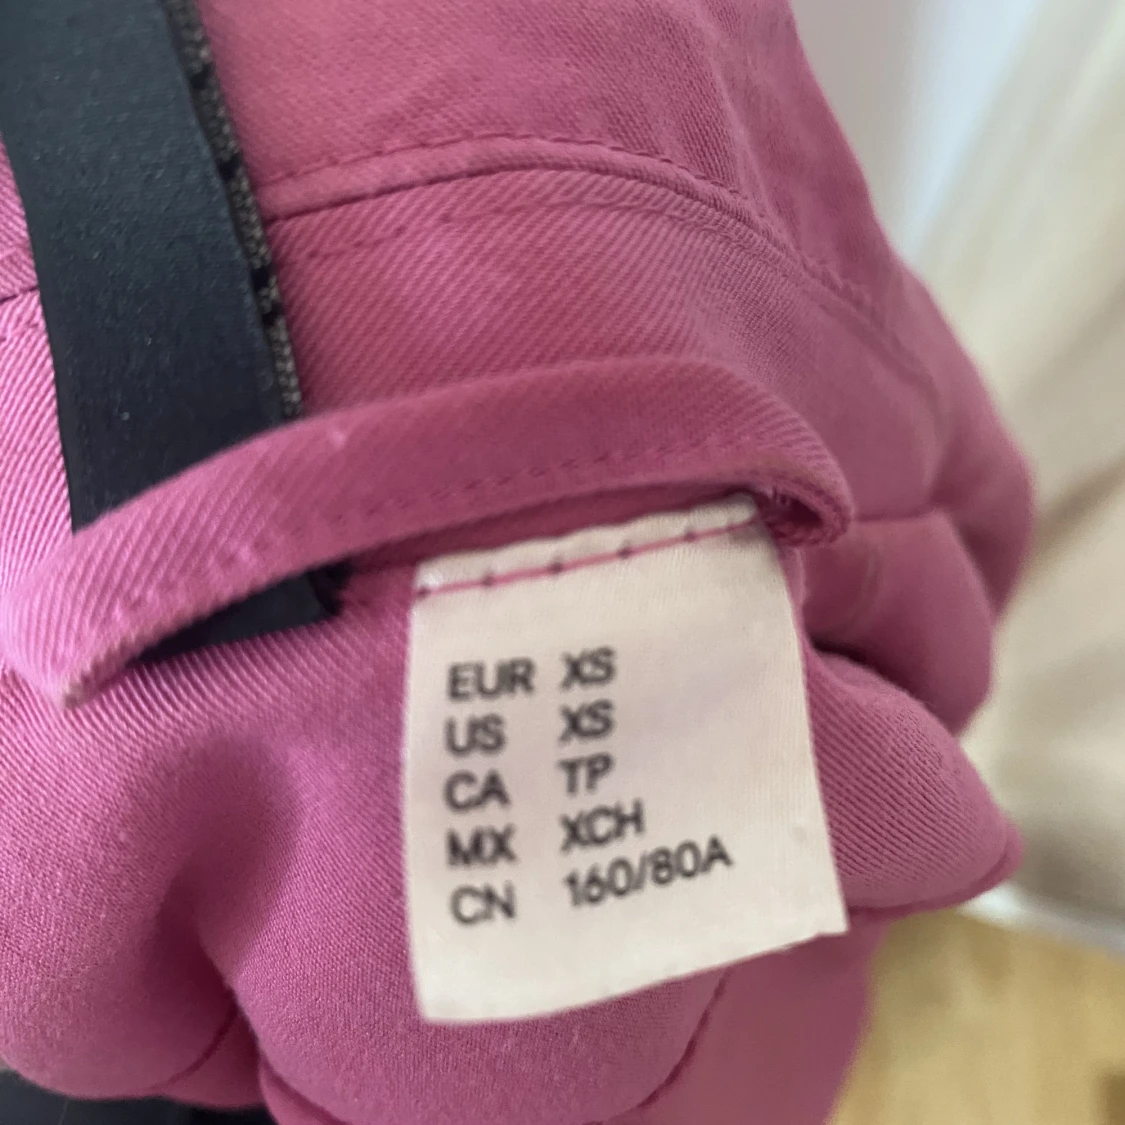 EUR XS
US XS
CA TP
MX XCH
CN 160/80A